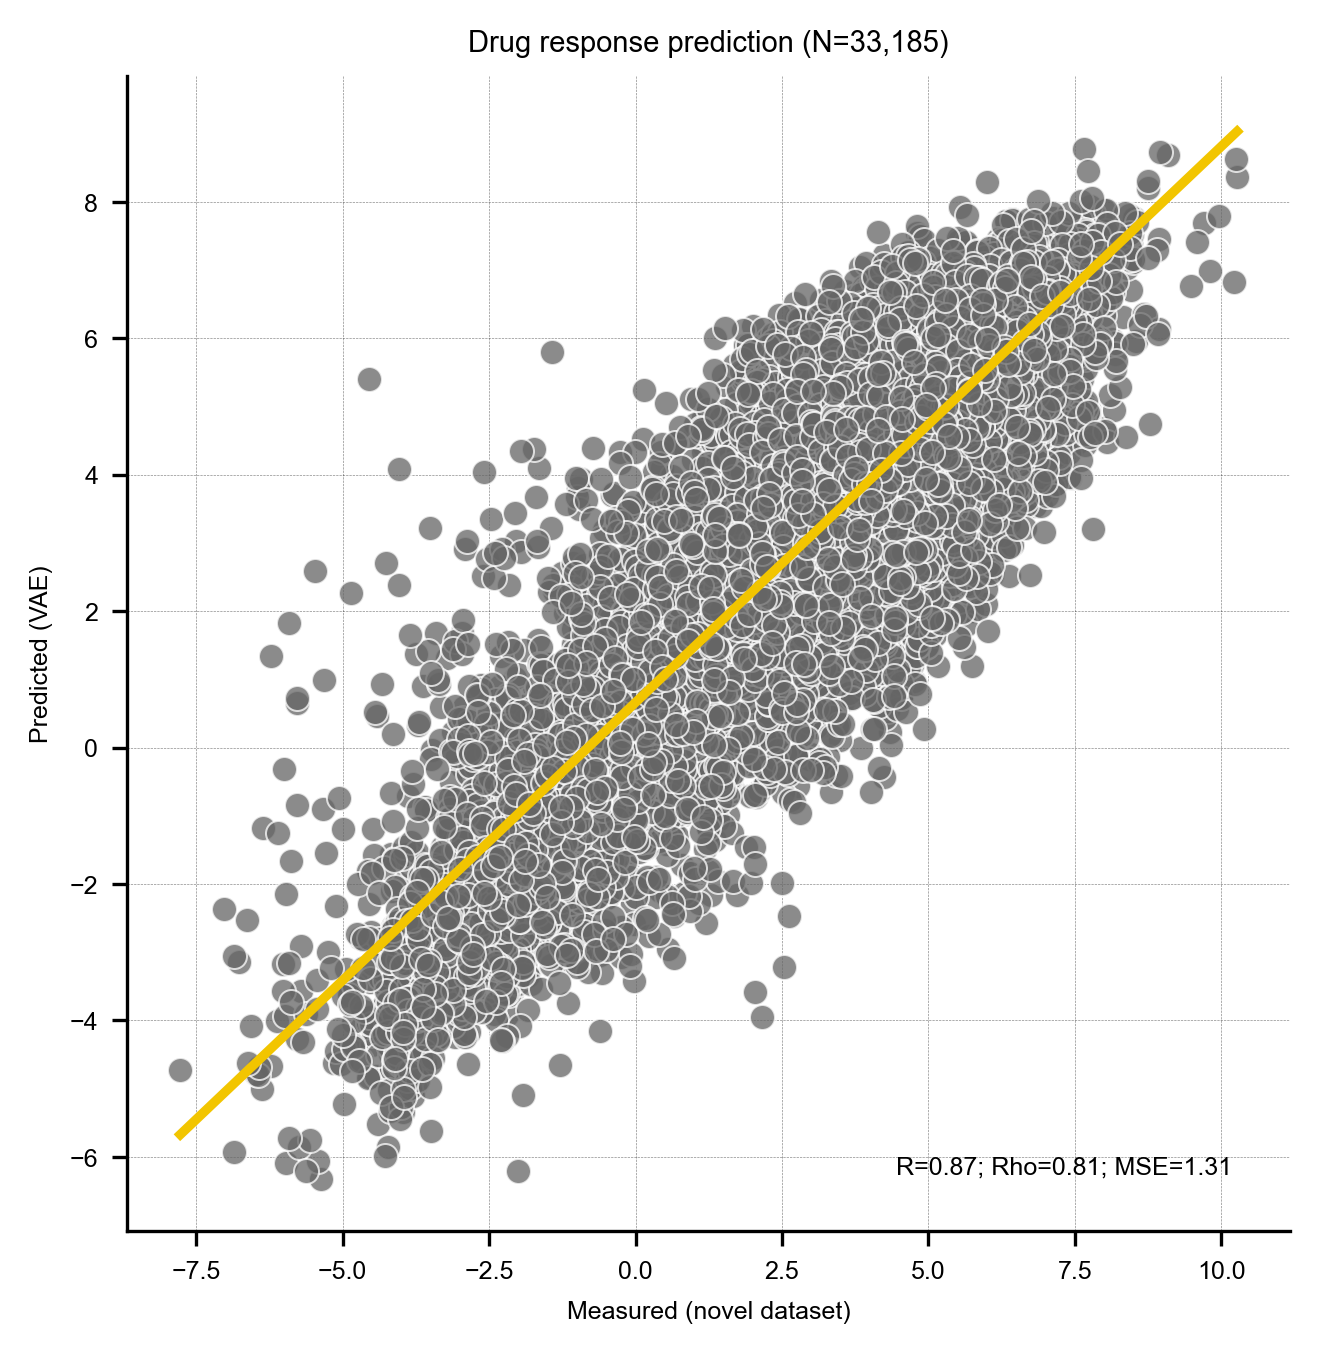 Drug response prediction (N=33,185)
Predicted (VAE)
8
6
4
2
0
−2
−4
−6
R=0.87; Rho=0.81; MSE=1.31
−7.5 −5.0 −2.5 0.0 2.5 5.0 7.5 10.0
Measured (novel dataset)